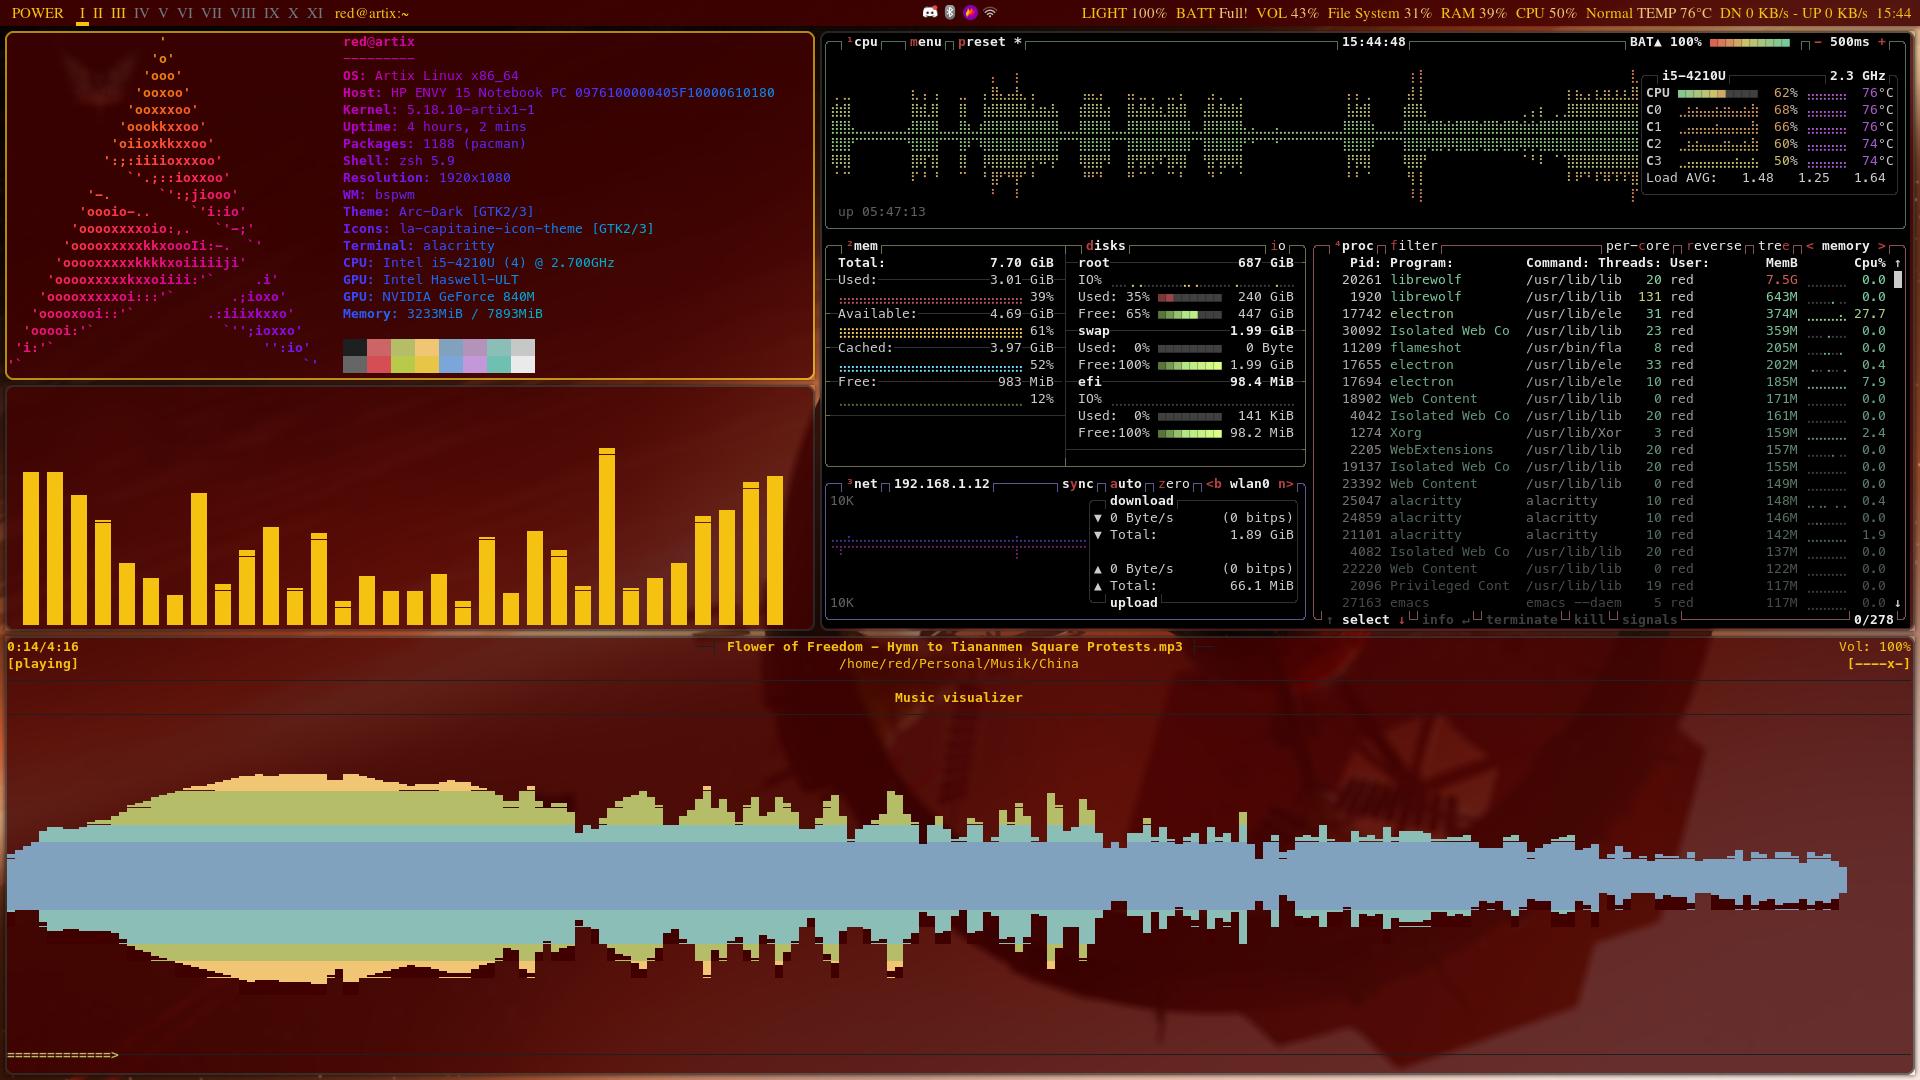 POWER I II III IV V VI VII VIII IX X XI red@artix:~
LIGHT 100% BATT Full! VOL 43% File System 31% RAM 39% CPU 50% Normal TEMP 76°C DN 0 KB/s - UP 0 KB/s 15:44
'
'o'
'ooo'
'ooxoo'
'ooxxxoo'
'oookkxxoo'
'oiioxkkxxoo'
':;:iiiioxxxoo'
`'.;::ioxxoo'
'-. `':;jiooo'
'oooio-.. `'i:io'
'ooooxxxxoio:,. `'-;'
'ooooxxxxxkkxoooIi:-. `'
'ooooxxxxxkkkkxoiiiiiji'
'ooooxxxxxkxxoiiii:'` .i'
'ooooxxxxxoi:::'` .;ioxo'
'ooooxooi::'` .:iiixkxxo'
'ooooi:'` `'';ioxxo'
'i:'` '':io'
'` `'
red@artix
---------
OS: Artix Linux x86_64
Host: HP ENVY 15 Notebook PC 0976100000405F10000610180
Kernel: 5.18.10-artix1-1
Uptime: 4 hours, 2 mins
Packages: 1188 (pacman)
Shell: zsh 5.9
Resolution: 1920x1080
WM: bspwm
Theme: Arc-Dark [GTK2/3]
Icons: la-capitaine-icon-theme [GTK2/3]
Terminal: alacritty
CPU: Intel i5-4210U (4) @ 2.700GHz
GPU: Intel Haswell-ULT
GPU: NVIDIA GeForce 840M
Memory: 3233MiB / 7893MiB
¹cpu menu preset * 15:44:48 BAT▲ 100% - 500ms +
i5-4210U 2.3 GHz
CPU 62% 76°C
C0 68% 76°C
C1 66% 76°C
C2 60% 74°C
C3 50% 74°C
Load AVG: 1.48 1.25 1.64
up 05:47:13
²mem
Total: 7.70 GiB
Used: 3.01 GiB
39%
Available: 4.69 GiB
61%
Cached: 3.97 GiB
52%
Free: 983 MiB
12%
disks io
root 687 GiB
IO%
Used: 35% 240 GiB
Free: 65% 447 GiB
swap 1.99 GiB
Used: 0% 0 Byte
Free:100% 1.99 GiB
efi 98.4 MiB
IO%
Used: 0% 141 KiB
Free:100% 98.2 MiB
³net 192.168.1.12 sync auto zero <b wlan0 n>
10K
download
▼ 0 Byte/s (0 bitps)
▼ Total: 1.89 GiB
▲ 0 Byte/s (0 bitps)
▲ Total: 66.1 MiB
10K
upload
⁴proc filter per-core reverse tree < memory >
Pid: Program: Command: Threads: User: MemB Cpu% ↑
20261 librewolf /usr/lib/lib 20 red 7.5G 0.0
1920 librewolf /usr/lib/lib 131 red 643M 0.0
17742 electron /usr/lib/ele 31 red 374M 27.7
30092 Isolated Web Co /usr/lib/lib 23 red 359M 0.0
11209 flameshot /usr/bin/fla 8 red 205M 0.0
17655 electron /usr/lib/ele 33 red 202M 0.4
17694 electron /usr/lib/ele 10 red 185M 7.9
18902 Web Content /usr/lib/lib 0 red 171M 0.0
4042 Isolated Web Co /usr/lib/lib 20 red 161M 0.0
1274 Xorg /usr/lib/Xor 3 red 159M 2.4
2205 WebExtensions /usr/lib/lib 20 red 157M 0.0
19137 Isolated Web Co /usr/lib/lib 20 red 155M 0.0
23392 Web Content /usr/lib/lib 0 red 149M 0.0
25047 alacritty alacritty 10 red 148M 0.4
24859 alacritty alacritty 10 red 146M 0.0
21101 alacritty alacritty 10 red 142M 1.9
4082 Isolated Web Co /usr/lib/lib 20 red 137M 0.0
22220 Web Content /usr/lib/lib 0 red 122M 0.0
2096 Privileged Cont /usr/lib/lib 19 red 117M 0.0
27163 emacs emacs --daem 5 red 117M 0.0 ↓
↑ select ↓ info ↵ terminate kill signals 0/278
0:14/4:16 Flower of Freedom - Hymn to Tiananmen Square Protests.mp3 Vol: 100%
[playing] /home/red/Personal/Musik/China [----x-]
Music visualizer
=============>